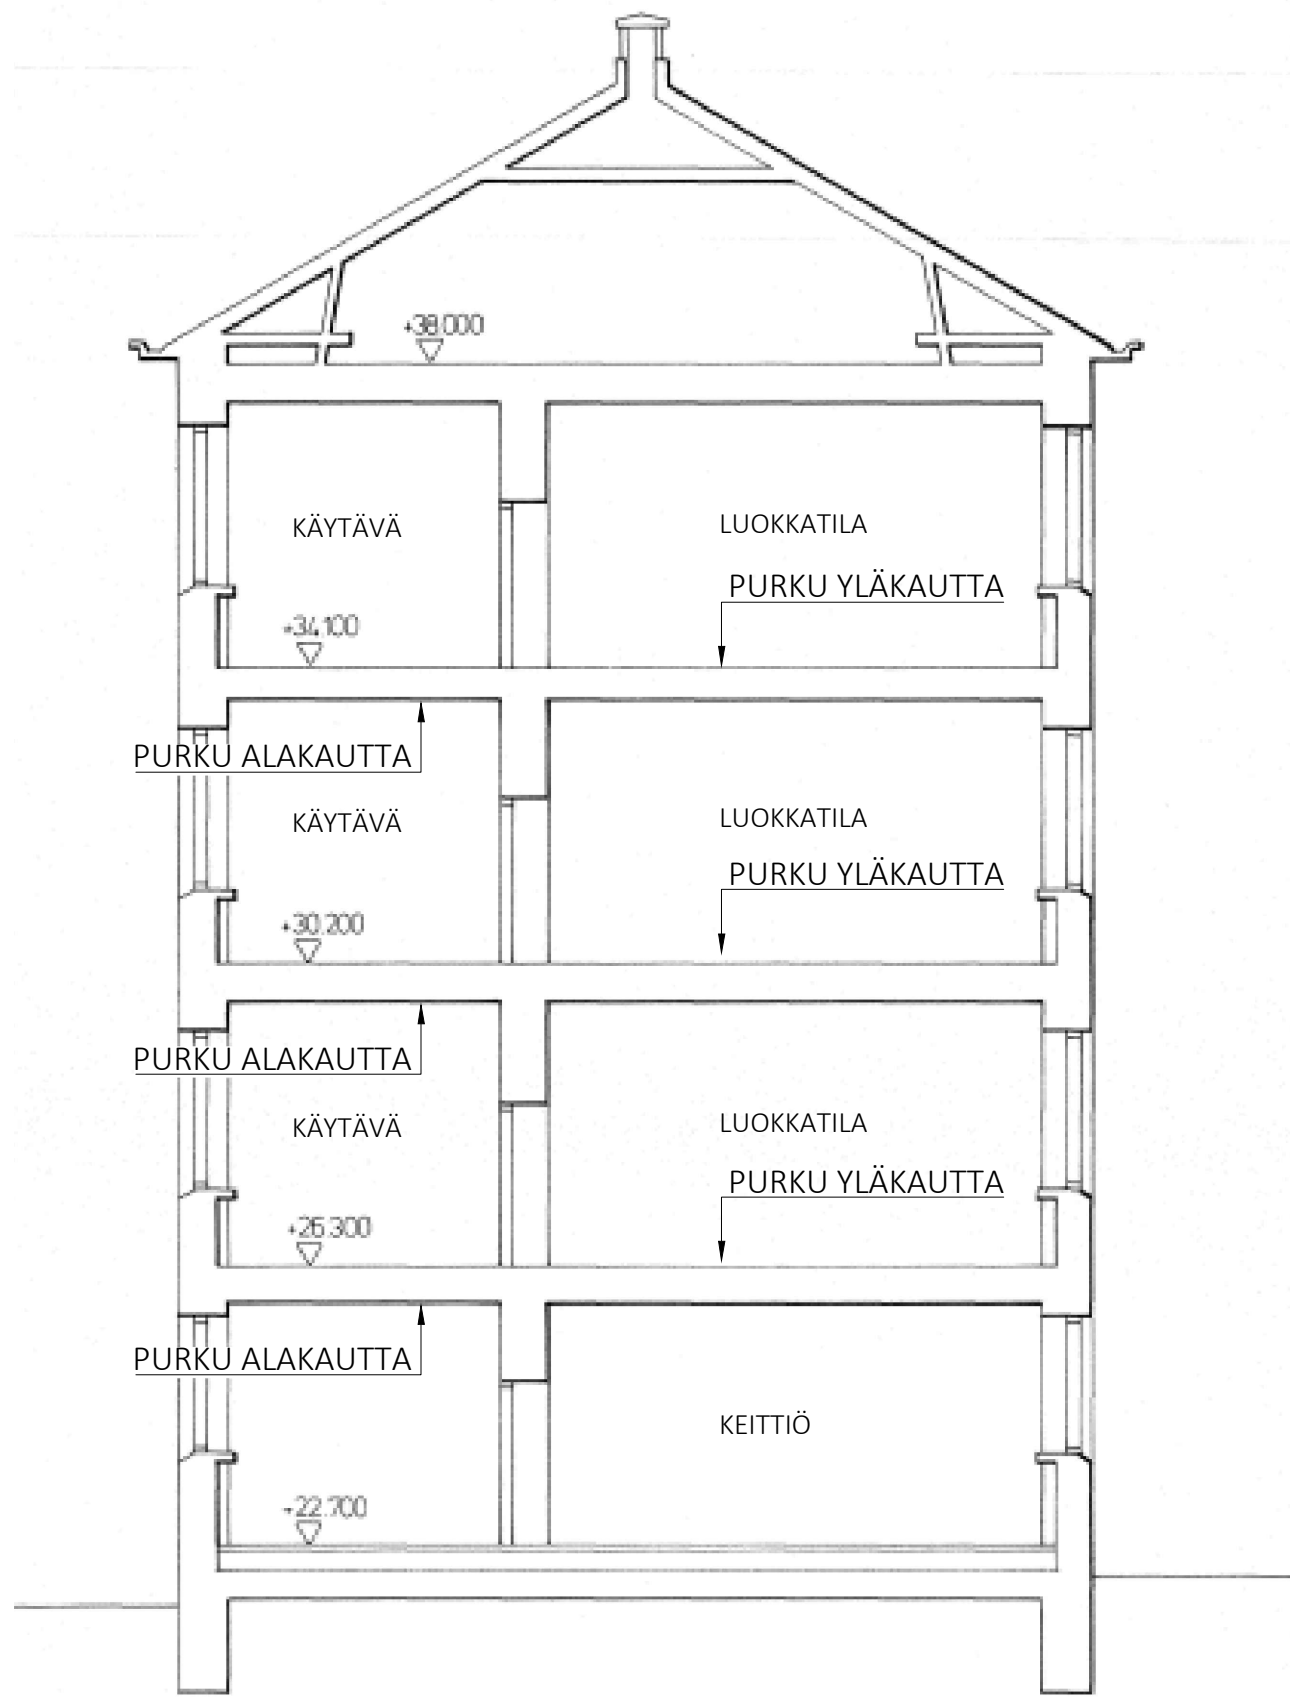 +38.000
KÄYTÄVÄ
LUOKKATILA
PURKU YLÄKAUTTA
+34.100
PURKU ALAKAUTTA
KÄYTÄVÄ
LUOKKATILA
PURKU YLÄKAUTTA
+30.200
PURKU ALAKAUTTA
KÄYTÄVÄ
LUOKKATILA
PURKU YLÄKAUTTA
+26.300
PURKU ALAKAUTTA
KEITTIÖ
+22.700